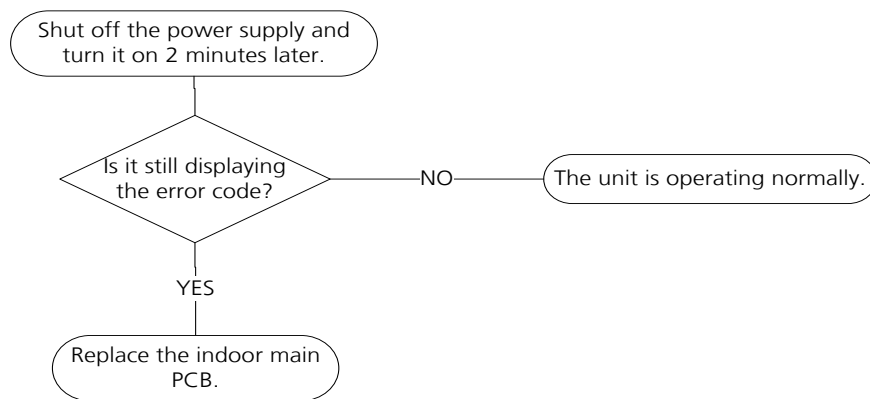 Shut off the power supply and
turn it on 2 minutes later.
Is it still displaying
the error code?
NO
The unit is operating normally.
YES
Replace the indoor main
PCB.